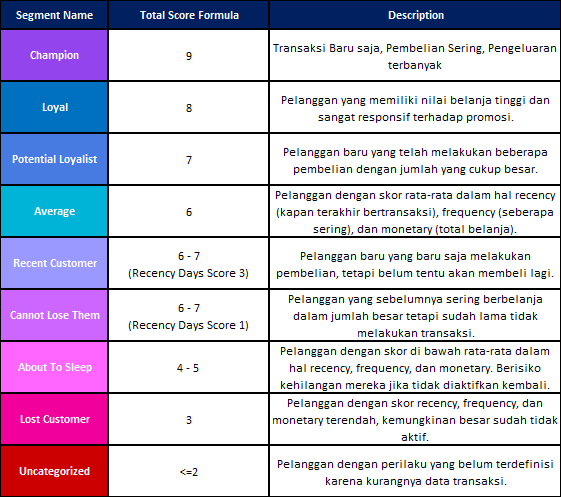 Segment Name Total Score Formula Description
Champion 9 Transaksi Baru saja, Pembelian Sering, Pengeluaran
terbanyak
Loyal 8 Pelanggan yang memiliki nilai belanja tinggi dan
sangat responsif terhadap promosi.
Potential Loyalist 7 Pelanggan baru yang telah melakukan beberapa
pembelian dengan jumlah yang cukup besar.
Average 6 Pelanggan dengan skor rata-rata dalam hal recency
(kapan terakhir bertransaksi), frequency (seberapa
sering), dan monetary (total belanja).
Recent Customer 6 - 7
(Recency Days Score 3) Pelanggan baru yang baru saja melakukan
pembelian, tetapi belum tentu akan membeli lagi.
Cannot Lose Them 6 - 7
(Recency Days Score 1) Pelanggan yang sebelumnya sering berbelanja
dalam jumlah besar tetapi sudah lama tidak
melakukan transaksi.
About To Sleep 4 - 5 Pelanggan dengan skor di bawah rata-rata dalam
hal recency, frequency, dan monetary. Berisiko
kehilangan mereka jika tidak diaktifkan kembali.
Lost Customer 3 Pelanggan dengan skor recency, frequency, dan
monetary terendah, kemungkinan besar sudah tidak
aktif.
Uncategorized <=2 Pelanggan dengan perilaku yang belum terdefinisi
karena kurangnya data transaksi.